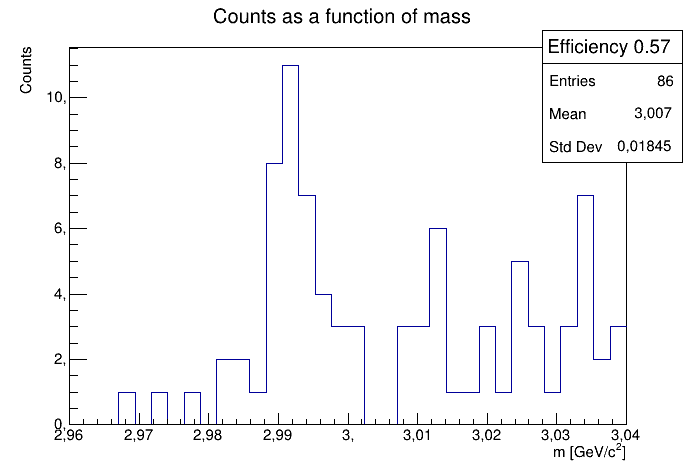 Counts as a function of mass
Efficiency 0.57
Entries 86
Mean 3,007
Std Dev 0,01845
Counts
10,
8,
6,
4,
2,
0,
2,96 2,97 2,98 2,99 3, 3,01 3,02 3,03 3,04
m [GeV/c²]